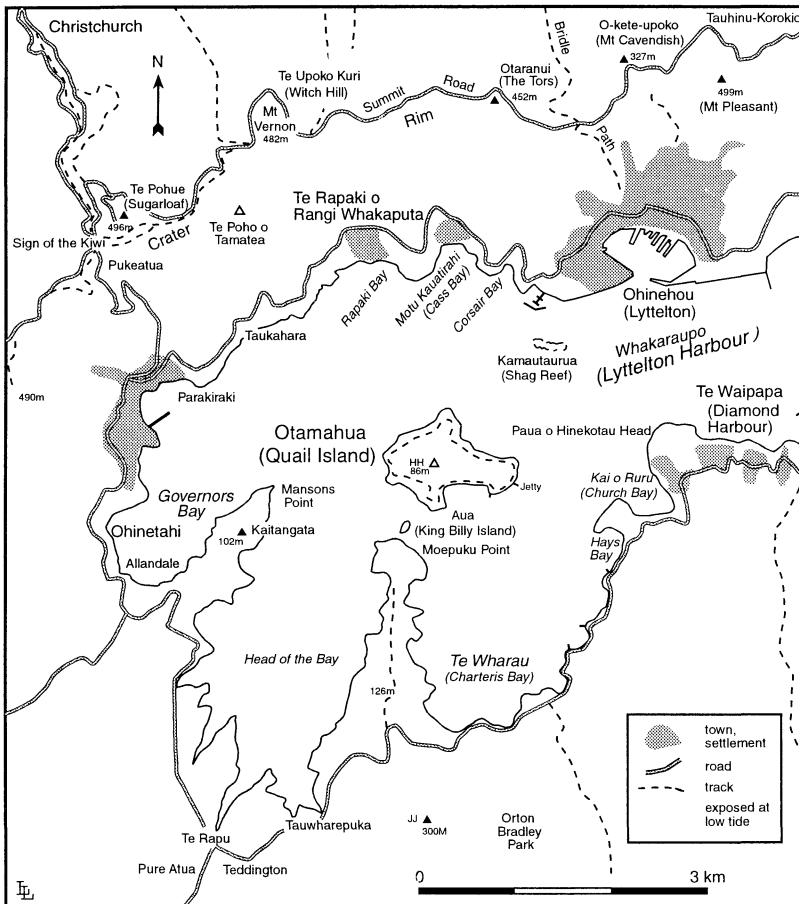 Christchurch
N
Te Upoko Kuri
(Witch Hill)
Mt
Vernon
482m
Summit Road
Rim
Bridle
Path
Otaranui
(The Tors)
452m
O-kete-upoko
(Mt Cavendish)
327m
Tauhinu-Korokio
499m
(Mt Pleasant)
Te Pohue
(Sugarloaf)
496m
Crater
Te Poho o
Tamatea
Te Rapaki o
Rangi Whakaputa
Sign of the Kiwi
Pukeatua
Rapaki Bay
Motu Kauatirahi
(Cass Bay)
Corsair Bay
Ohinehou
(Lyttelton)
Taukahara
Kamautaurua
(Shag Reef)
Whakaraupo
(Lyttelton Harbour)
490m
Parakiraki
Te Waipapa
(Diamond
Harbour)
Otamahua
(Quail Island)
HH
86m
Jetty
Paua o Hinekotau Head
Kai o Ruru
(Church Bay)
Governors
Bay
Mansons
Point
Ohinetahi
102m
Kaitangata
Allandale
Aua
(King Billy Island)
Moepuku Point
Hays
Bay
Head of the Bay
126m
Te Wharau
(Charteris Bay)
town,
settlement
road
track
exposed at
low tide
Te Rapu
Tauwharepuka
JJ
300M
Orton
Bradley
Park
Pure Atua
Teddington
0
3 km